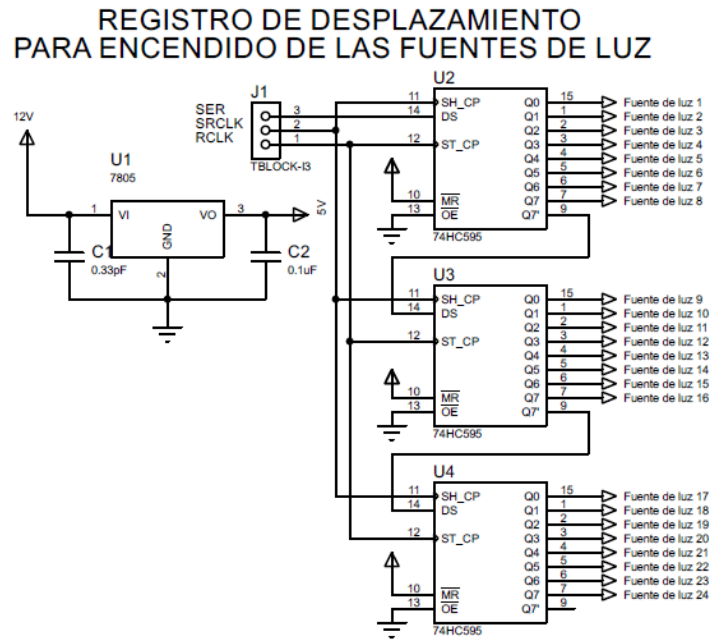 REGISTRO DE DESPLAZAMIENTO
PARA ENCENDIDO DE LAS FUENTES DE LUZ
12V
U1
7805
1
VI
VO
3
GND
2
5V
C1
0.33pF
C2
0.1uF
J1
SER
SRCLK
RCLK
3
2
1
TBLOCK-I3
U2
11 SH_CP
14 DS
12 ST_CP
10 MR
13 OE
Q0 15 Fuente de luz 1
Q1 1 Fuente de luz 2
Q2 2 Fuente de luz 3
Q3 3 Fuente de luz 4
Q4 4 Fuente de luz 5
Q5 5 Fuente de luz 6
Q6 6 Fuente de luz 7
Q7 7 Fuente de luz 8
Q7' 9
74HC595
U3
11 SH_CP
14 DS
12 ST_CP
10 MR
13 OE
Q0 15 Fuente de luz 9
Q1 1 Fuente de luz 10
Q2 2 Fuente de luz 11
Q3 3 Fuente de luz 12
Q4 4 Fuente de luz 13
Q5 5 Fuente de luz 14
Q6 6 Fuente de luz 15
Q7 7 Fuente de luz 16
Q7' 9
74HC595
U4
11 SH_CP
14 DS
12 ST_CP
10 MR
13 OE
Q0 15 Fuente de luz 17
Q1 1 Fuente de luz 18
Q2 2 Fuente de luz 19
Q3 3 Fuente de luz 20
Q4 4 Fuente de luz 21
Q5 5 Fuente de luz 22
Q6 6 Fuente de luz 23
Q7 7 Fuente de luz 24
Q7' 9
74HC595